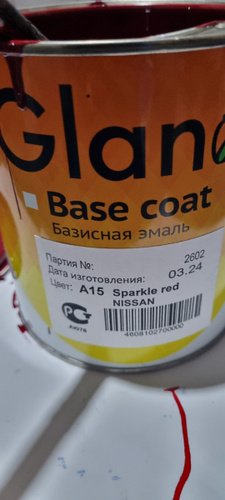 Glan
Base coat
Базисная эмаль
Партия №: 2602
Дата изготовления: 03.24
Цвет: A15 Sparkle red
NISSAN
4608102700000